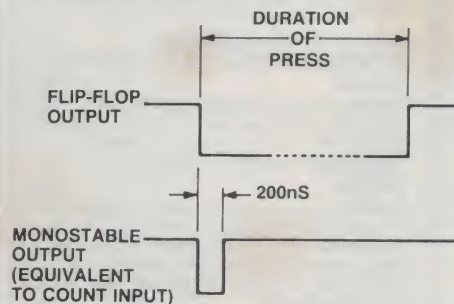 DURATION
OF
PRESS
FLIP-FLOP
OUTPUT
200nS
MONOSTABLE
OUTPUT
(EQUIVALENT
TO COUNT INPUT)